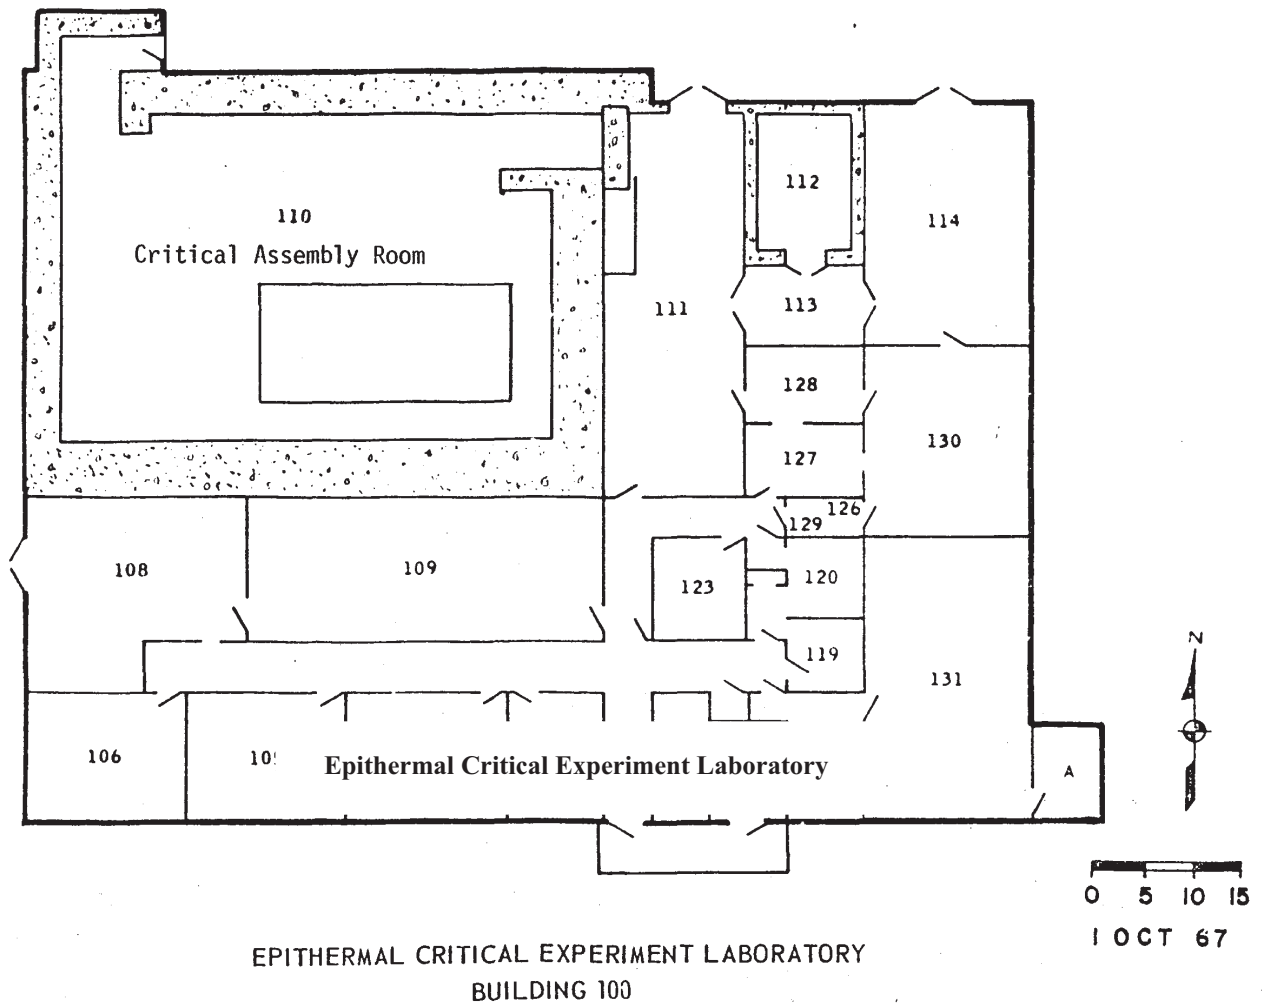 112
110
114
Critical Assembly Room
111
113
128
130
127
126
129
108
109
120
123
119
131
N
106
Epithermal Critical Experiment Laboratory
A
0 5 10 15
1 OCT 67
EPITHERMAL CRITICAL EXPERIMENT LABORATORY
BUILDING 100